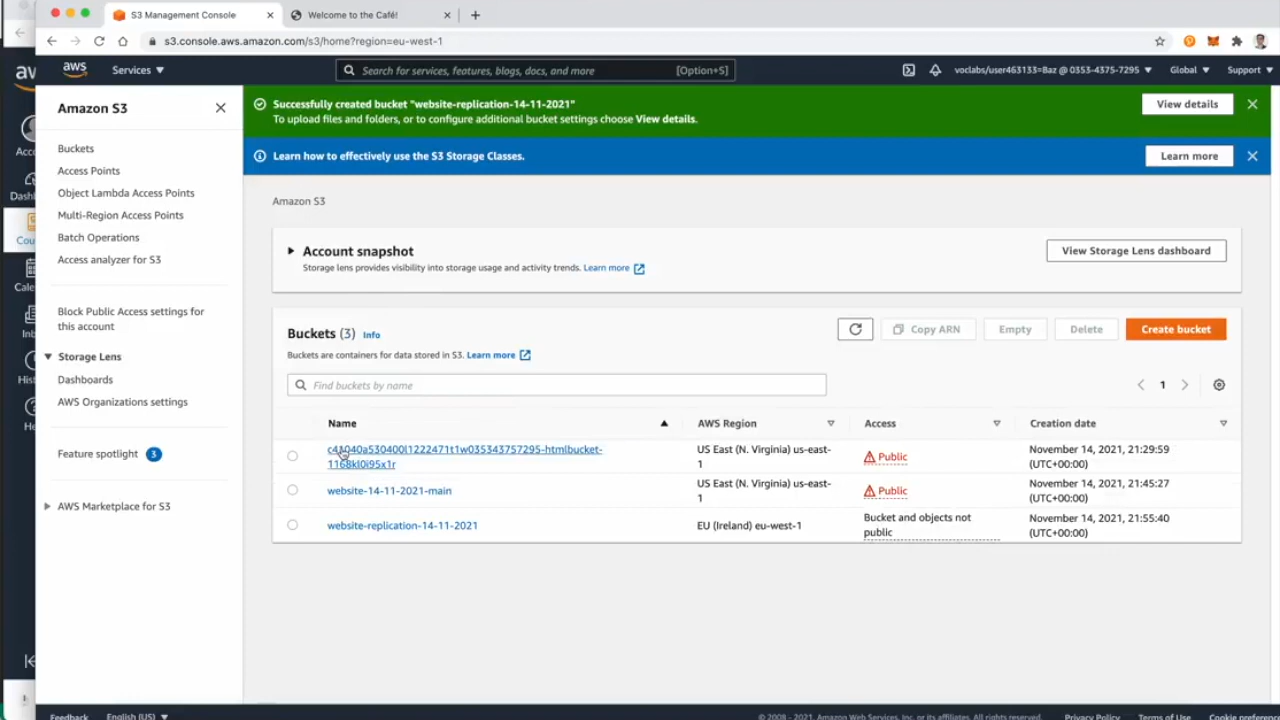 S3 Management Console
Welcome to the Café!
s3.console.aws.amazon.com/s3/home?region=eu-west-1
aws
Services
Search for services, features, blogs, docs, and more
[Option+S]
voclabs/user463133=Baz @ 0353-4375-7295
Global
Support
Amazon S3
Buckets
Access Points
Object Lambda Access Points
Multi-Region Access Points
Batch Operations
Access analyzer for S3
Block Public Access settings for
this account
Storage Lens
Dashboards
AWS Organizations settings
Feature spotlight
3
AWS Marketplace for S3
Successfully created bucket "website-replication-14-11-2021"
To upload files and folders, or to configure additional bucket settings choose View details.
View details
Learn how to effectively use the S3 Storage Classes.
Learn more
Amazon S3
Account snapshot
Storage lens provides visibility into storage usage and activity trends. Learn more
View Storage Lens dashboard
Buckets (3) Info
Buckets are containers for data stored in S3. Learn more
Copy ARN
Empty
Delete
Create bucket
Find buckets by name
1
Name
AWS Region
Access
Creation date
US East (N. Virginia) us-east-
1
Public
November 14, 2021, 21:29:59
(UTC+00:00)
website-14-11-2021-main
US East (N. Virginia) us-east-
1
Public
November 14, 2021, 21:45:27
(UTC+00:00)
website-replication-14-11-2021
EU (Ireland) eu-west-1
Bucket and objects not
public
November 14, 2021, 21:55:40
(UTC+00:00)
Feedback
English (US)
© 2008 - 2021, Amazon Web Services, Inc. or its affiliates. All rights reserved.
Privacy Policy
Terms of Use
Cookie preferenc